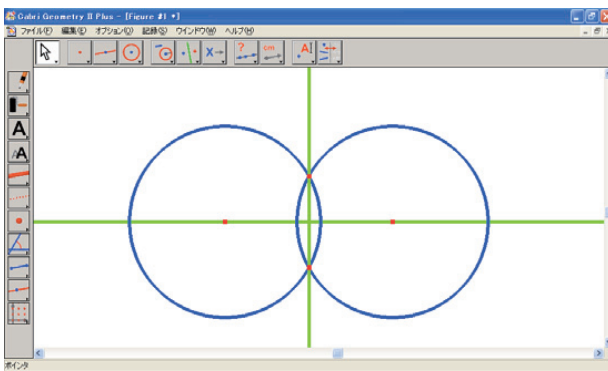 Cabri Geometry II Plus - [Figure #1 *]
ファイル(F) 編集(E) オプション(O) 記録(S) ウインドウ(W) ヘルプ(H)
X→ ? cm A
A
AA
ポインタ